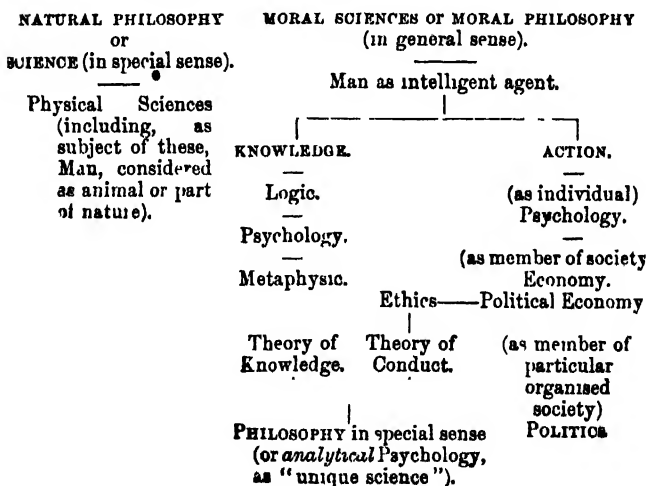 NATURAL PHILOSOPHY
or
SCIENCE (in special sense).
Physical Sciences
(including, as
subject of these,
Man, considered
as animal or part
of nature).
MORAL SCIENCES or MORAL PHILOSOPHY
(in general sense).
Man as intelligent agent.
KNOWLEDGE.
Logic.
Psychology.
Metaphysic.
ACTION.
(as individual)
Psychology.
(as member of society
Economy.
Ethics——Political Economy
Theory of
Knowledge.
Theory of
Conduct.
(as member of
particular
organised
society)
POLITICS
PHILOSOPHY in special sense
(or analytical Psychology,
as "unique science").